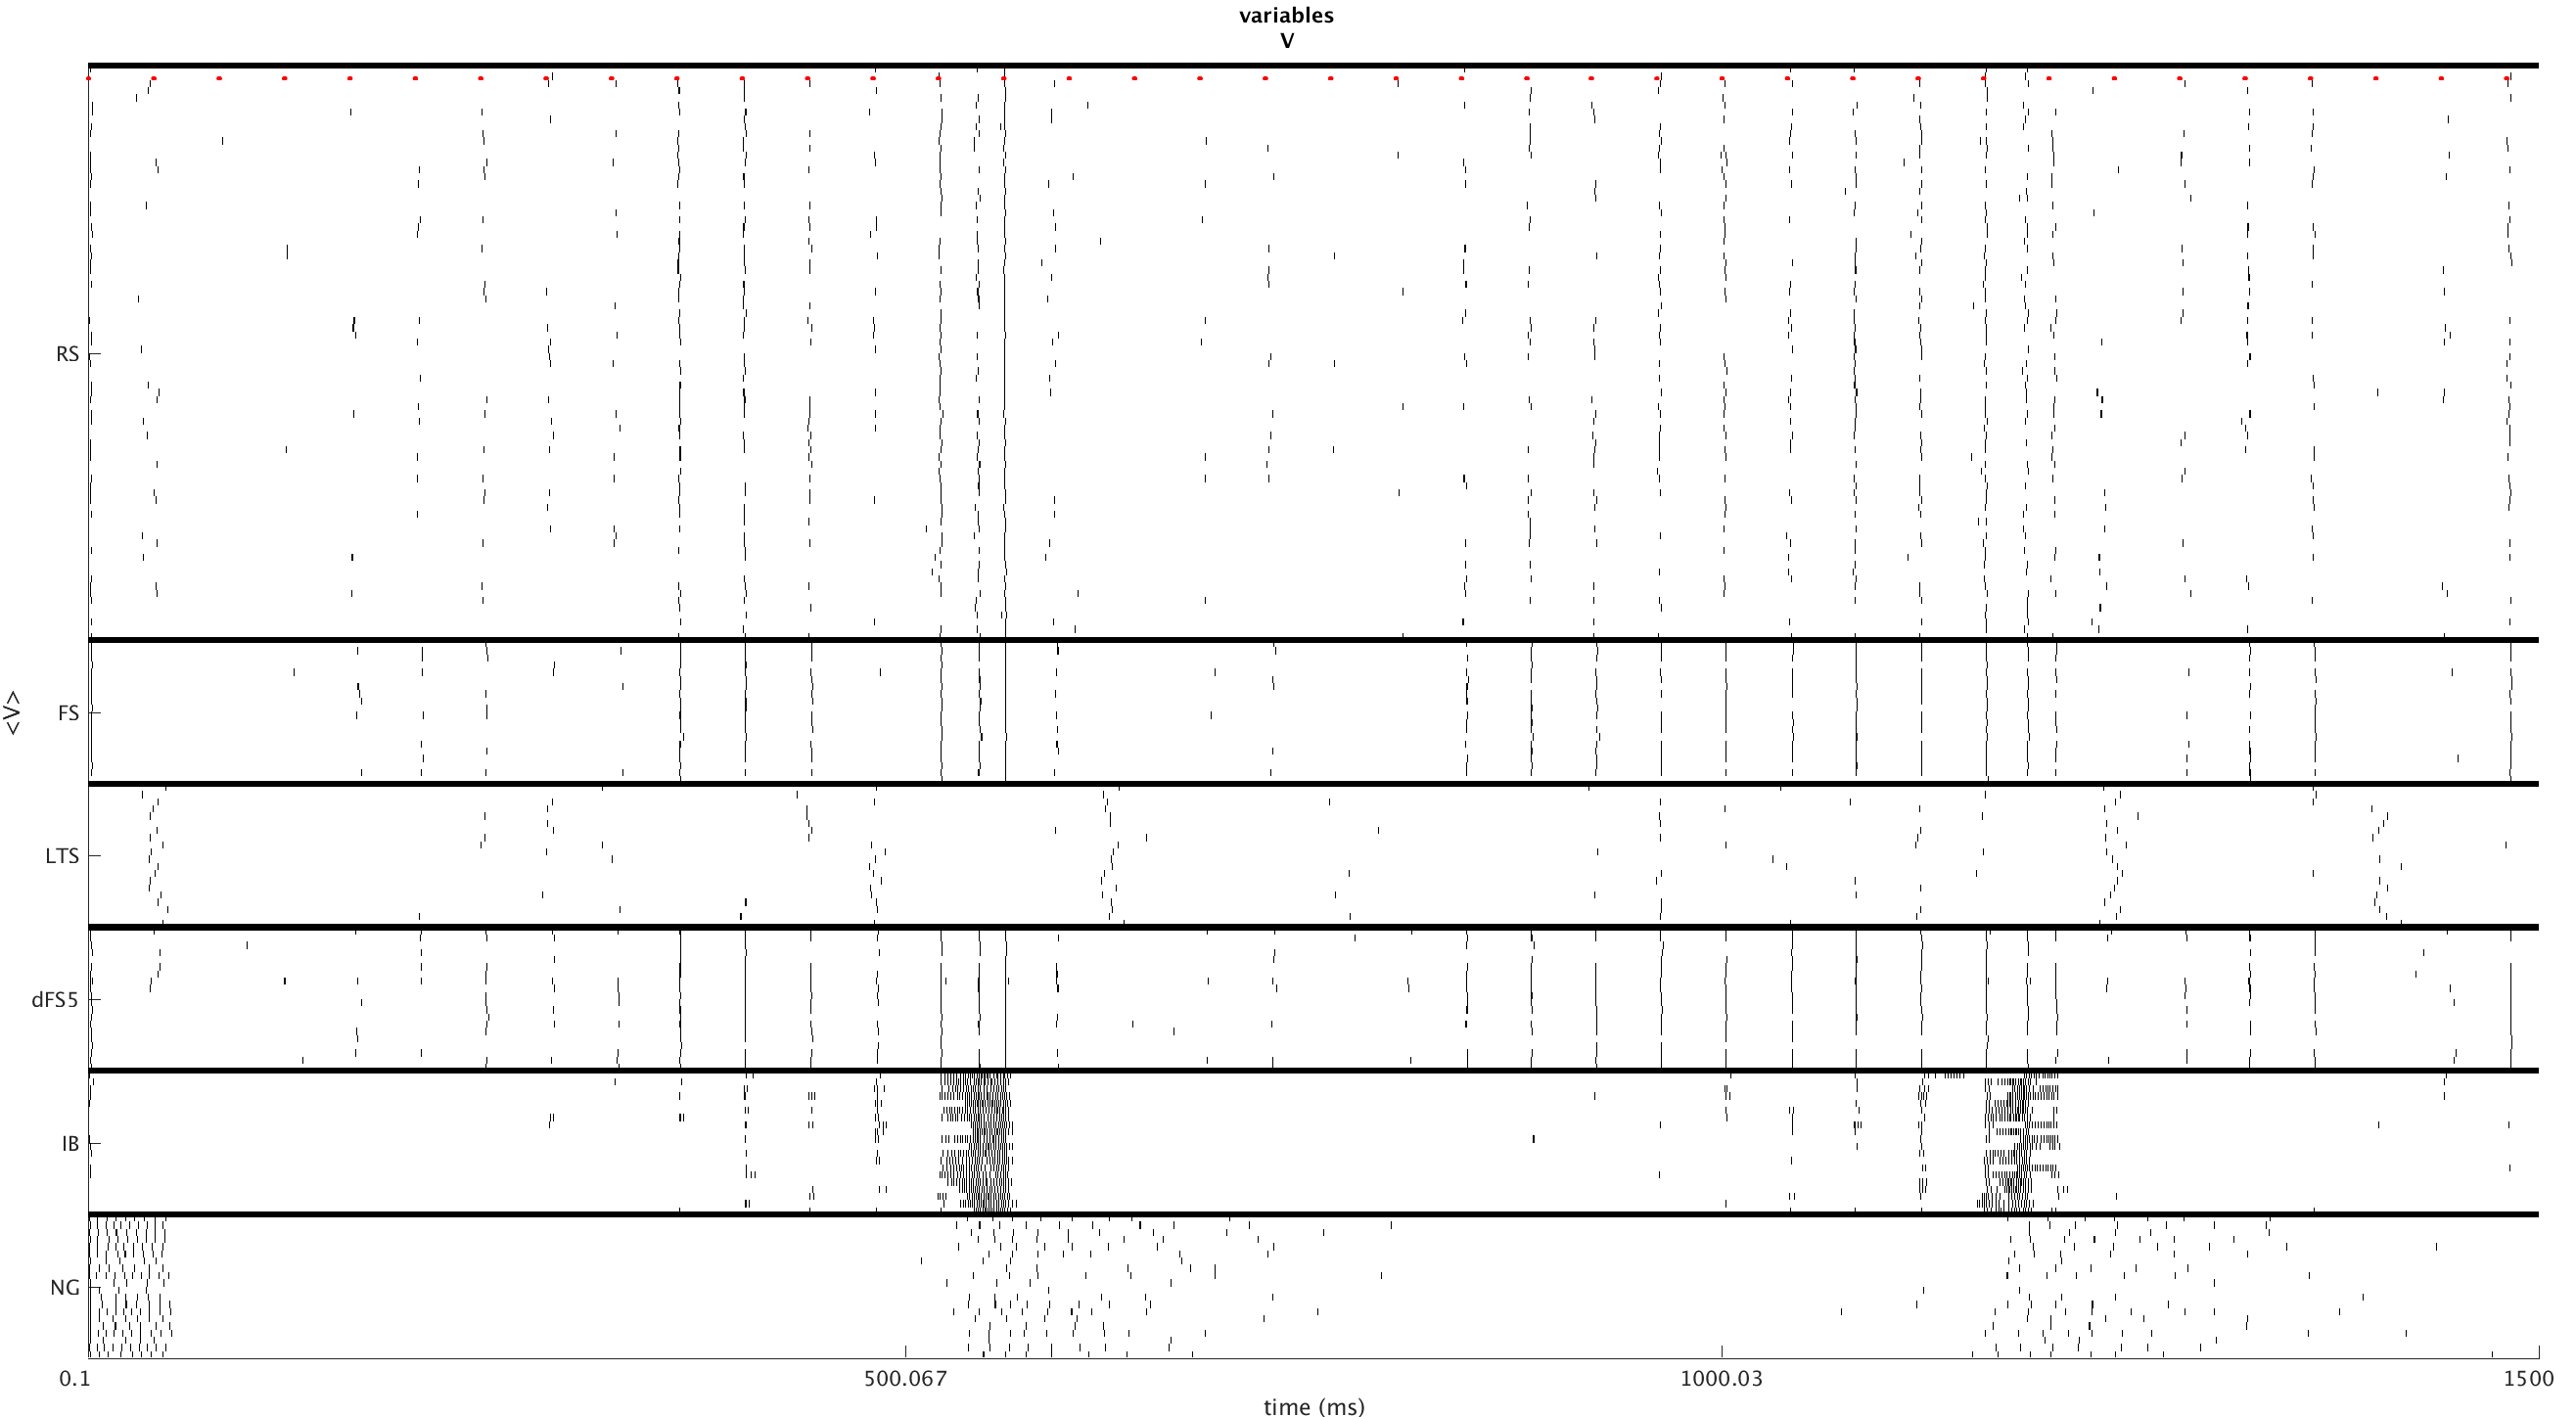 variables
V
RS
FS
<V>
LTS
dFS5
IB
NG
0.1 500.067 1000.03 1500
time (ms)